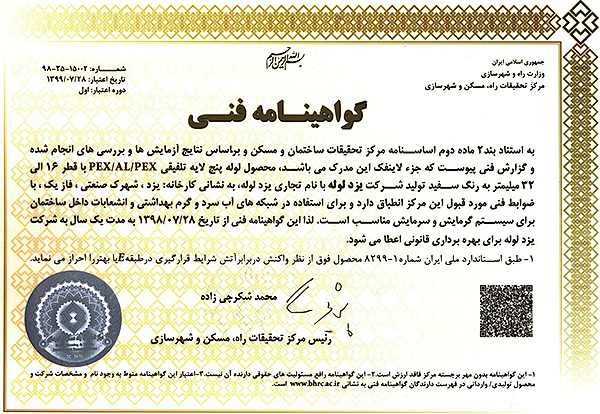 بسم الله الرحمن الرحیم
جمهوری اسلامی ایران
وزارت راه و شهرسازی
مرکز تحقیقات راه، مسکن و شهرسازی
شماره: ۱۵۰۰۲-۲۵-۹۸
تاریخ اعتبار: ۱۳۹۹/۰۷/۲۸
دوره اعتبار: اول
گواهینامه فنی
به استناد بند۲ ماده دوم اساسنامه مرکز تحقیقات ساختمان و مسکن و براساس نتایج آزمایش ها و بررسی های انجام شده
و گزارش فنی پیوست که جزء لاینفک این مدرک می باشد، محصول لوله پنج لایه تلفیقی PEX/AL/PEX با قطر ۱۶ الی
۳۲ میلیمتر به رنگ سفید تولید شرکت یزد لوله با نام تجاری یزد لوله، به نشانی کارخانه: یزد، شهرک صنعتی ، فاز یک ، با
ضوابط فنی مورد قبول این مرکز انطباق دارد و برای استفاده در شبکه های آب سرد و گرم بهداشتی و انشعابات داخل ساختمان
برای سیستم گرمایش و سرمایش مناسب است. لذا این گواهینامه فنی از تاریخ ۱۳۹۸/۰۷/۲۸ به مدت یک سال به شرکت
یزد لوله برای بهره برداری قانونی اعطا می شود.
۱- طبق استاندارد ملی ایران شماره۱-۸۲۹۹ محصول فوق از نظر واکنش دربرابرآتش شرایط قرارگیری درطبقهEیا بهتررا احراز می نماید.
محمد شکرچی زاده
رئیس مرکز تحقیقات راه، مسکن و شهرسازی
۱- این گواهینامه بدون مهر برجسته مرکز فاقد ارزش است.۲- این گواهینامه رافع مسئولیت های حقوقی دارنده آن نیست.۳-اعتبار این گواهینامه منوط به وجود نام و مشخصات شرکت و
محصول تولیدی/ وارداتی در فهرست دارندگان گواهینامه فنی به نشانی www.bhrc.ac.ir است.